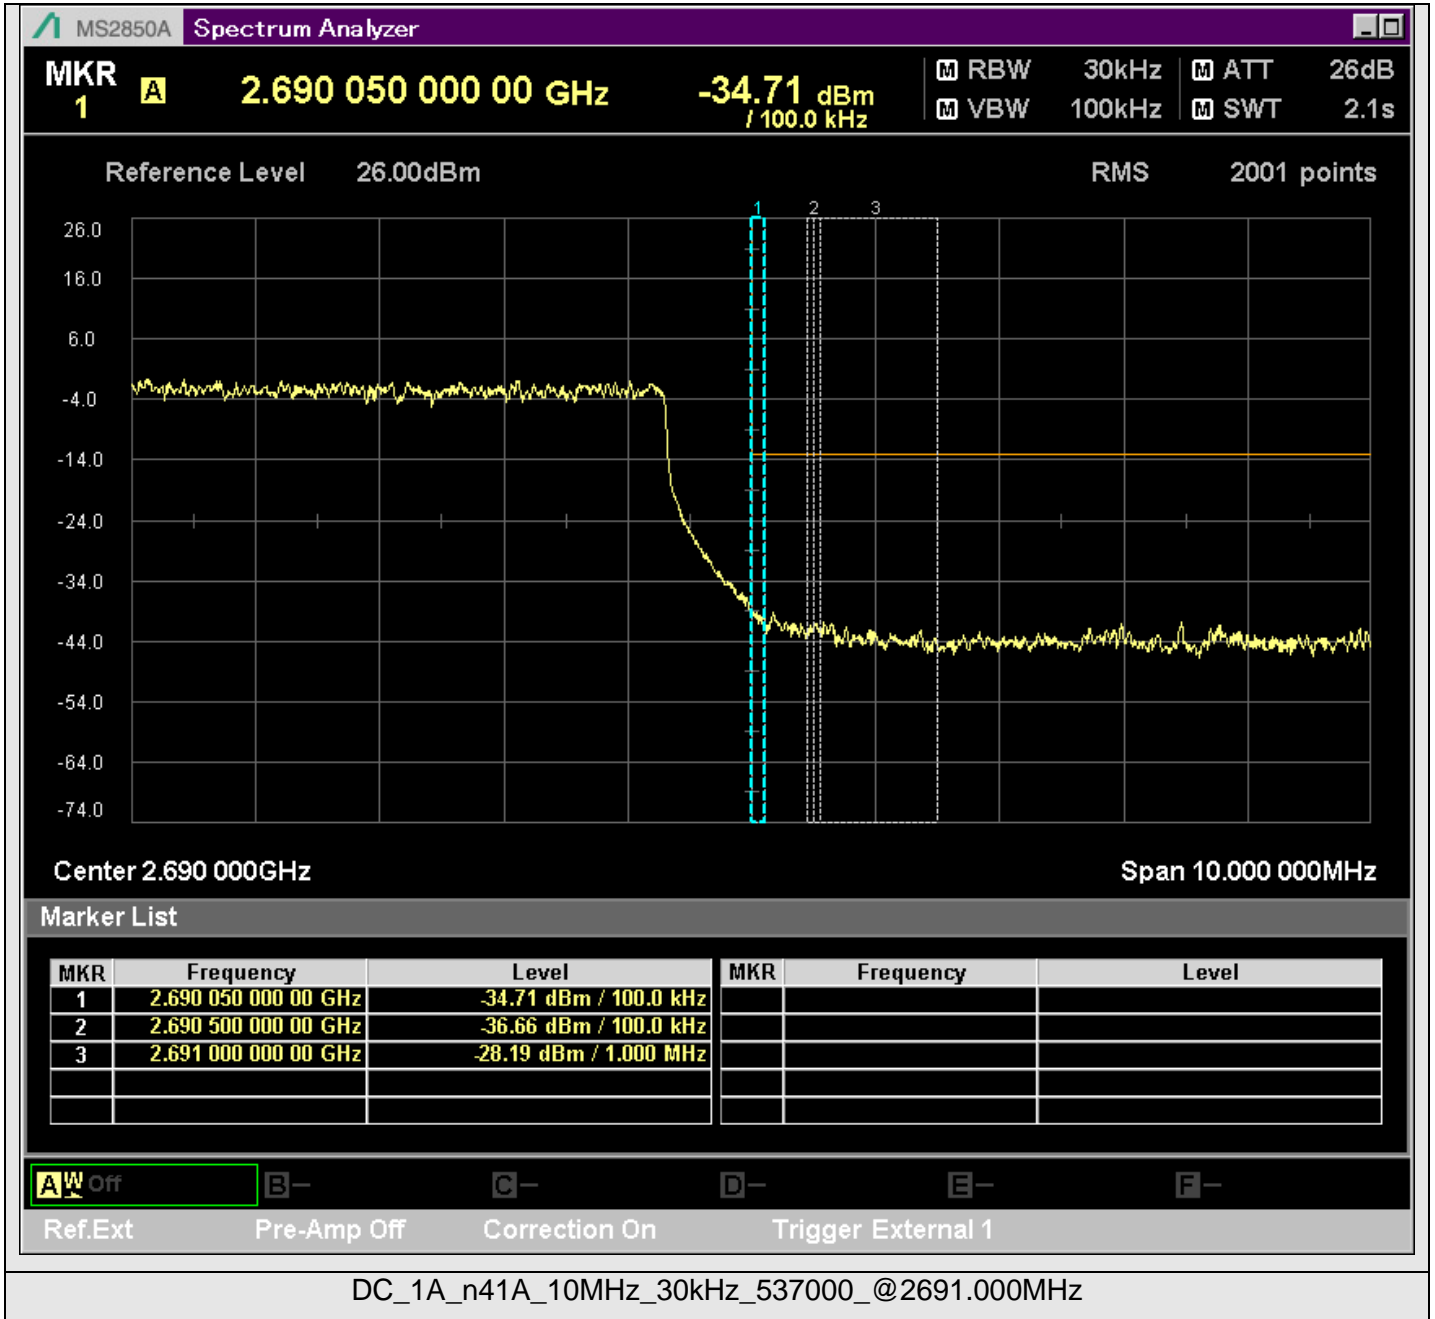 MS2850A Spectrum Analyzer
MKR 1 A 2.690 050 000 00 GHz -34.71 dBm / 100.0 kHz
M RBW 30kHz M ATT 26dB
M VBW 100kHz M SWT 2.1s
Reference Level 26.00dBm RMS 2001 points
1 2 3
26.0
16.0
6.0
-4.0
-14.0
-24.0
-34.0
-44.0
-54.0
-64.0
-74.0
Center 2.690 000GHz Span 10.000 000MHz
Marker List
MKR Frequency Level MKR Frequency Level
1 2.690 050 000 00 GHz -34.71 dBm / 100.0 kHz
2 2.690 500 000 00 GHz -36.66 dBm / 100.0 kHz
3 2.691 000 000 00 GHz -28.19 dBm / 1.000 MHz
A W Off B- C- D- E- F-
Ref.Ext Pre-Amp Off Correction On Trigger External 1
DC_1A_n41A_10MHz_30kHz_537000_@2691.000MHz